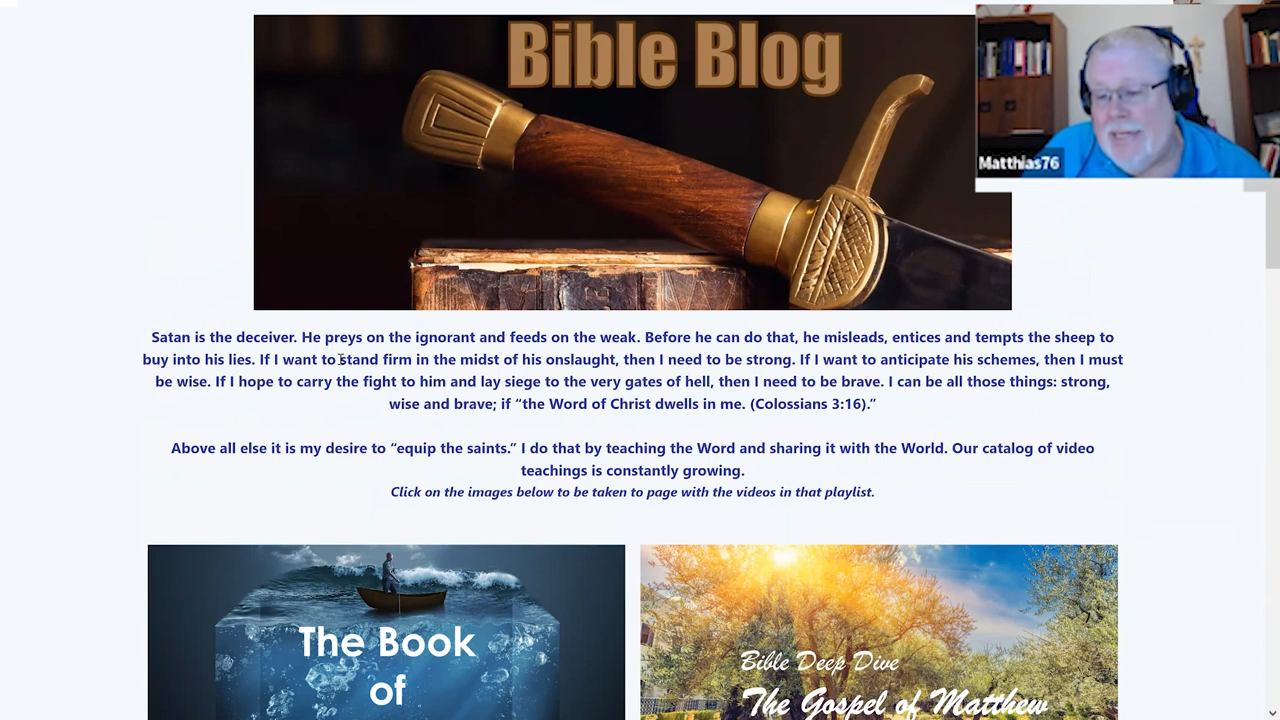 Bible Blog
Matthias76
Satan is the deceiver. He preys on the ignorant and feeds on the weak. Before he can do that, he misleads, entices and tempts the sheep to
buy into his lies. If I want to stand firm in the midst of his onslaught, then I need to be strong. If I want to anticipate his schemes, then I must
be wise. If I hope to carry the fight to him and lay siege to the very gates of hell, then I need to be brave. I can be all those things: strong,
wise and brave; if “the Word of Christ dwells in me. (Colossians 3:16).”
Above all else it is my desire to “equip the saints.” I do that by teaching the Word and sharing it with the World. Our catalog of video
teachings is constantly growing.
Click on the images below to be taken to page with the videos in that playlist.
The Book
of
Bible Deep Dive
The Gospel of Matthew